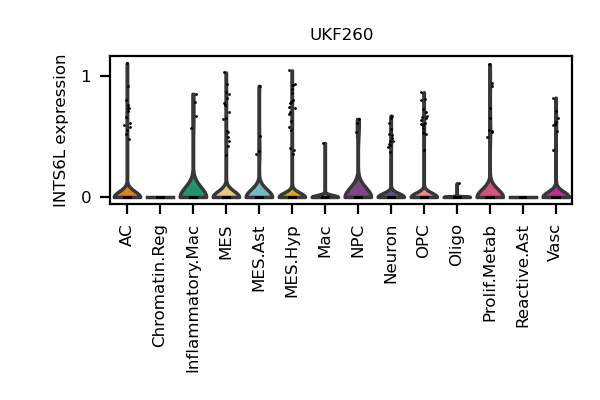 UKF260
INTS6L expression
1
0
AC
Chromatin.Reg
Inflammatory.Mac
MES
MES.Ast
MES.Hyp
Mac
NPC
Neuron
OPC
Oligo
Prolif.Metab
Reactive.Ast
Vasc